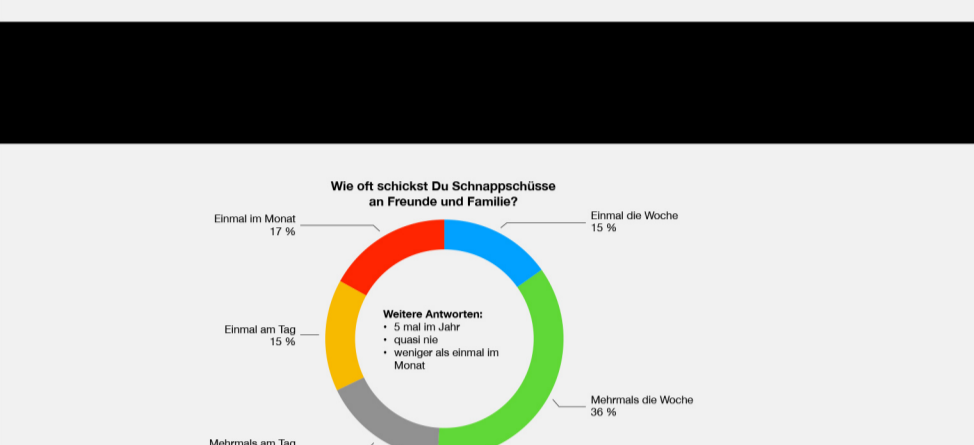 Wie oft schickst Du Schnappschüsse
an Freunde und Familie?
Einmal im Monat
17 %
Einmal die Woche
15 %
Weitere Antworten:
• 5 mal im Jahr
• quasi nie
• weniger als einmal im
Monat
Einmal am Tag
15 %
Mehrmals die Woche
36 %
Mehrmals am Tag